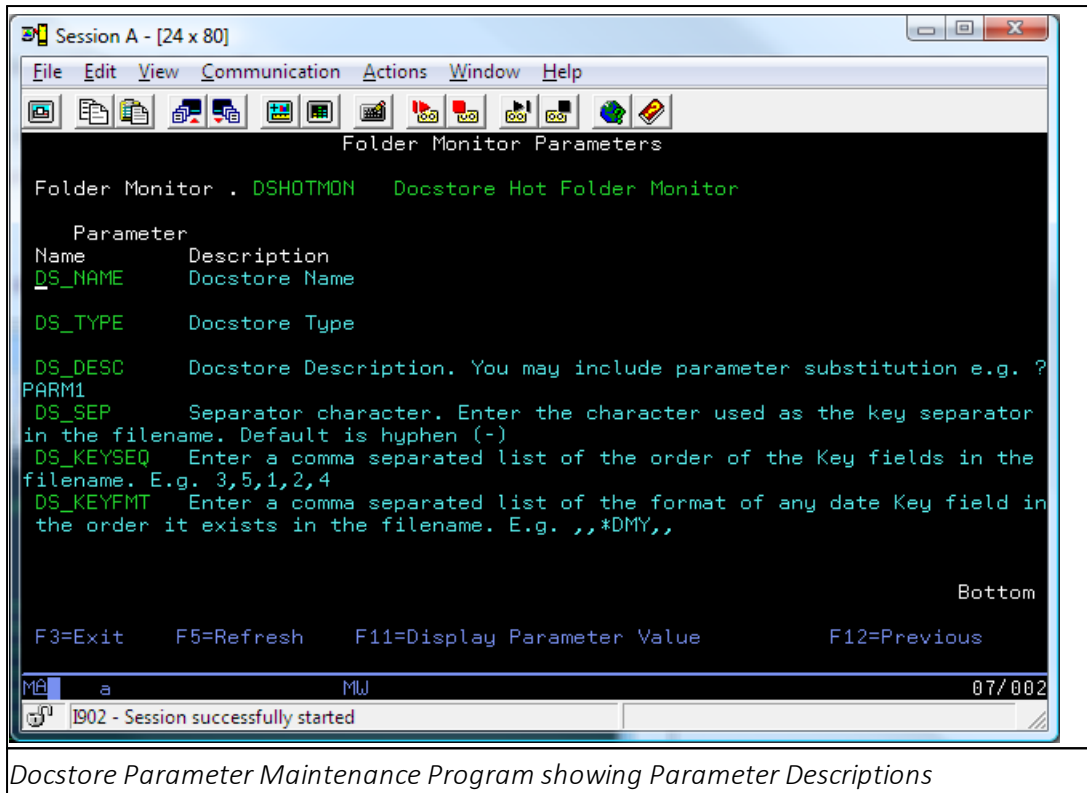 Session A - [24 x 80]
File Edit View Communication Actions Window Help
Folder Monitor Parameters
Folder Monitor . DSHOTMON Docstore Hot Folder Monitor
Parameter
Name Description
DS_NAME Docstore Name
DS_TYPE Docstore Type
DS_DESC Docstore Description. You may include parameter substitution e.g. ?
PARM1
DS_SEP Separator character. Enter the character used as the key separator
in the filename. Default is hyphen (-)
DS_KEYSEQ Enter a comma separated list of the order of the Key fields in the
filename. E.g. 3,5,1,2,4
DS_KEYFMT Enter a comma separated list of the format of any date Key field in
the order it exists in the filename. E.g. ,,*DMY,,
Bottom
F3=Exit F5=Refresh F11=Display Parameter Value F12=Previous
MA a MW 07/002
I902 - Session successfully started
Docstore Parameter Maintenance Program showing Parameter Descriptions